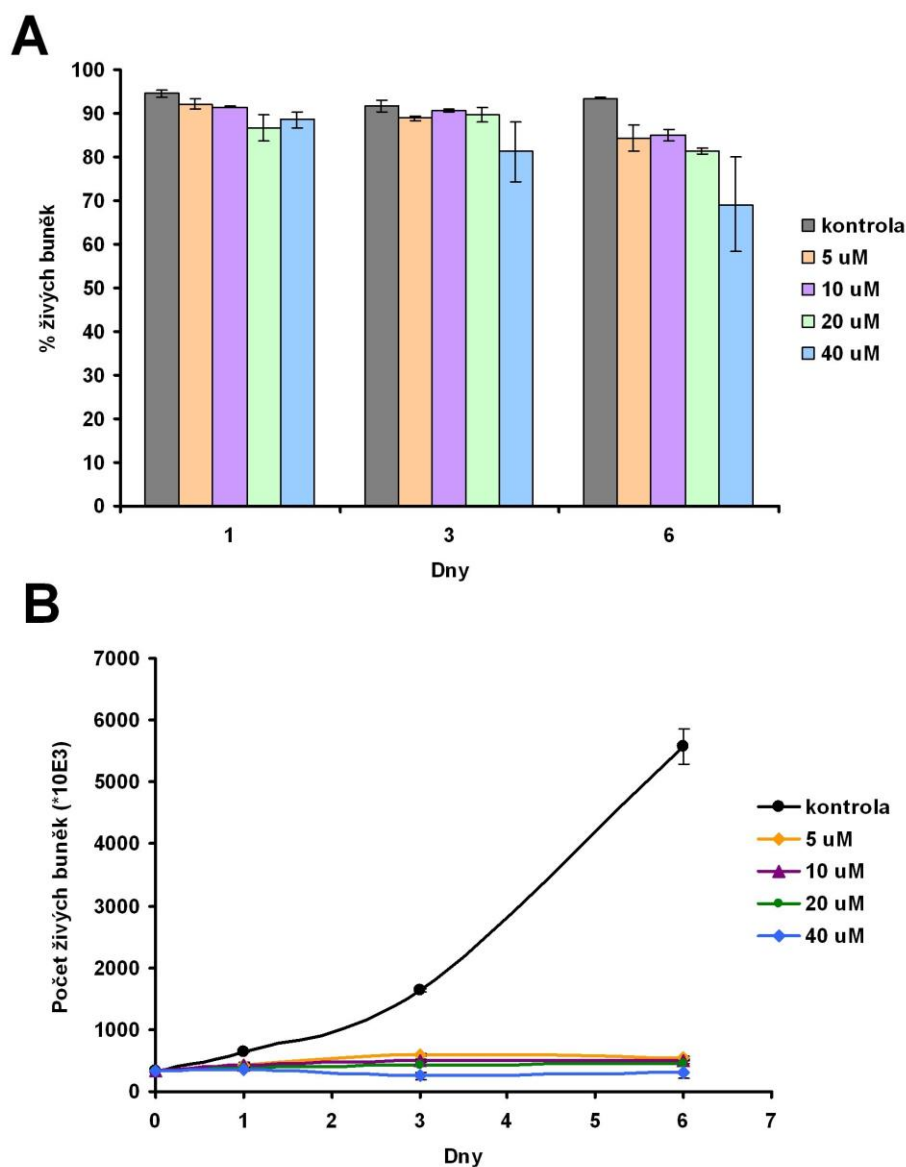 A
100
90
80
70
60
50
40
30
20
10
0
% živých buněk
1 3 6
Dny
kontrola
5 uM
10 uM
20 uM
40 uM
B
7000
6000
5000
4000
3000
2000
1000
0
Počet živých buněk (*10E3)
0 1 2 3 4 5 6 7
Dny
kontrola
5 uM
10 uM
20 uM
40 uM